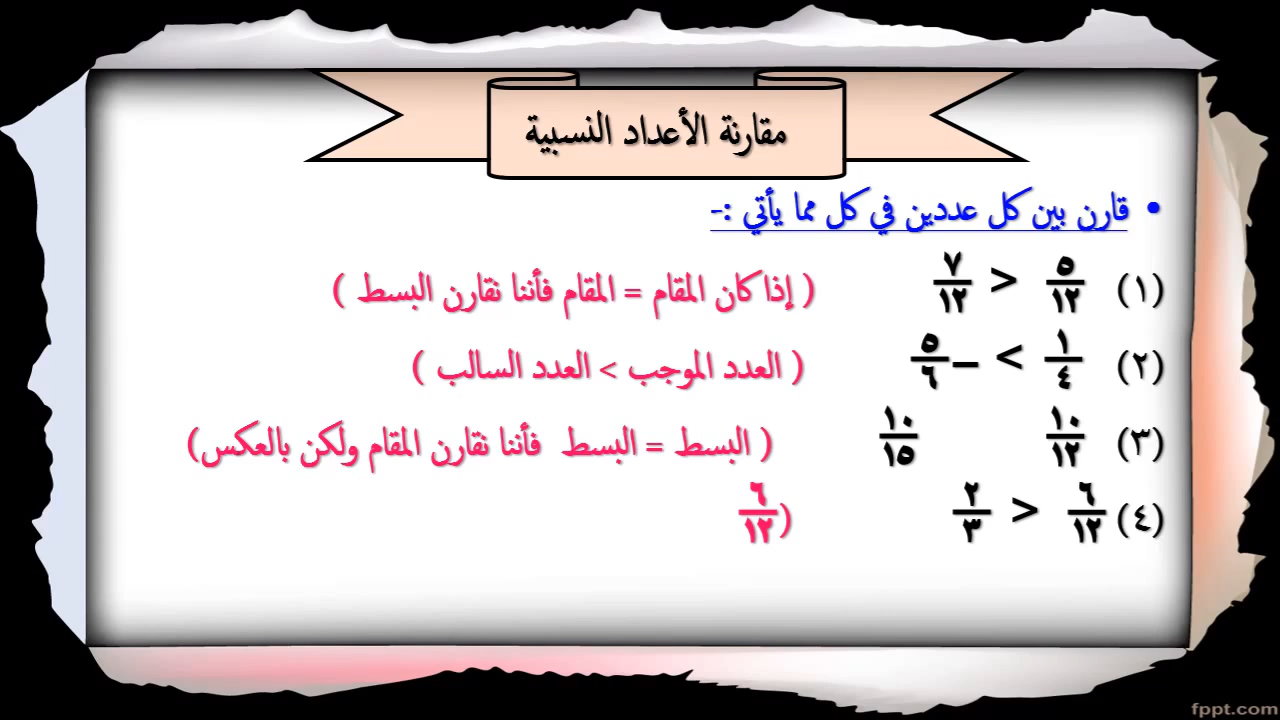 مقارنة الأعداد النسبية
• قارن بين كل عددين في كل مما يأتي :-
(١) ٥/١٢ < ٧/١٢ ( إذا كان المقام = المقام فأننا نقارن البسط )
(٢) ١/٤ > −٥/٦ ( العدد الموجب > العدد السالب )
(٣) ١٠/١٢ ١٠/١٥ ( البسط = البسط فأننا نقارن المقام ولكن بالعكس)
(٤) ٦/١٢ < ٢/٣ (٦/١٢
fppt.com